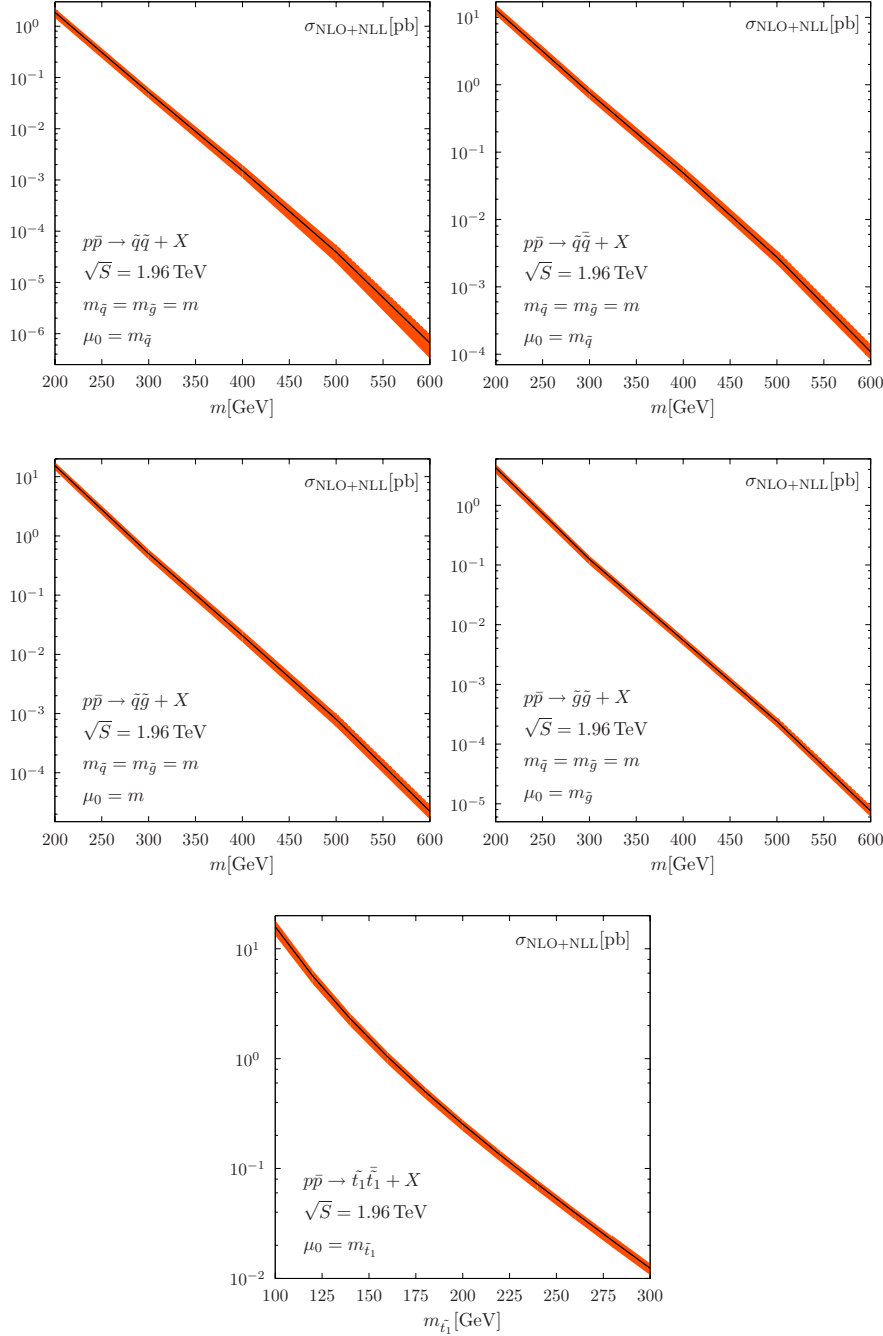 σ_NLO+NLL[pb]
10^0
10^-1
10^-2
10^-3
10^-4
10^-5
10^-6
pp̄ → q̃q̃ + X
√S = 1.96 TeV
m_q̃ = m_g̃ = m
μ_0 = m_q̃
200 250 300 350 400 450 500 550 600
m[GeV]
σ_NLO+NLL[pb]
10^1
10^0
10^-1
10^-2
10^-3
10^-4
pp̄ → q̃q̃̄ + X
√S = 1.96 TeV
m_q̃ = m_g̃ = m
μ_0 = m_q̃
200 250 300 350 400 450 500 550 600
m[GeV]
σ_NLO+NLL[pb]
10^1
10^0
10^-1
10^-2
10^-3
10^-4
pp̄ → q̃g̃ + X
√S = 1.96 TeV
m_q̃ = m_g̃ = m
μ_0 = m
200 250 300 350 400 450 500 550 600
m[GeV]
σ_NLO+NLL[pb]
10^0
10^-1
10^-2
10^-3
10^-4
10^-5
pp̄ → g̃g̃ + X
√S = 1.96 TeV
m_q̃ = m_g̃ = m
μ_0 = m_g̃
200 250 300 350 400 450 500 550 600
m[GeV]
σ_NLO+NLL[pb]
10^1
10^0
10^-1
10^-2
pp̄ → t̃_1t̃̄_1 + X
√S = 1.96 TeV
μ_0 = m_t̃_1
100 125 150 175 200 225 250 275 300
m_t̃_1[GeV]